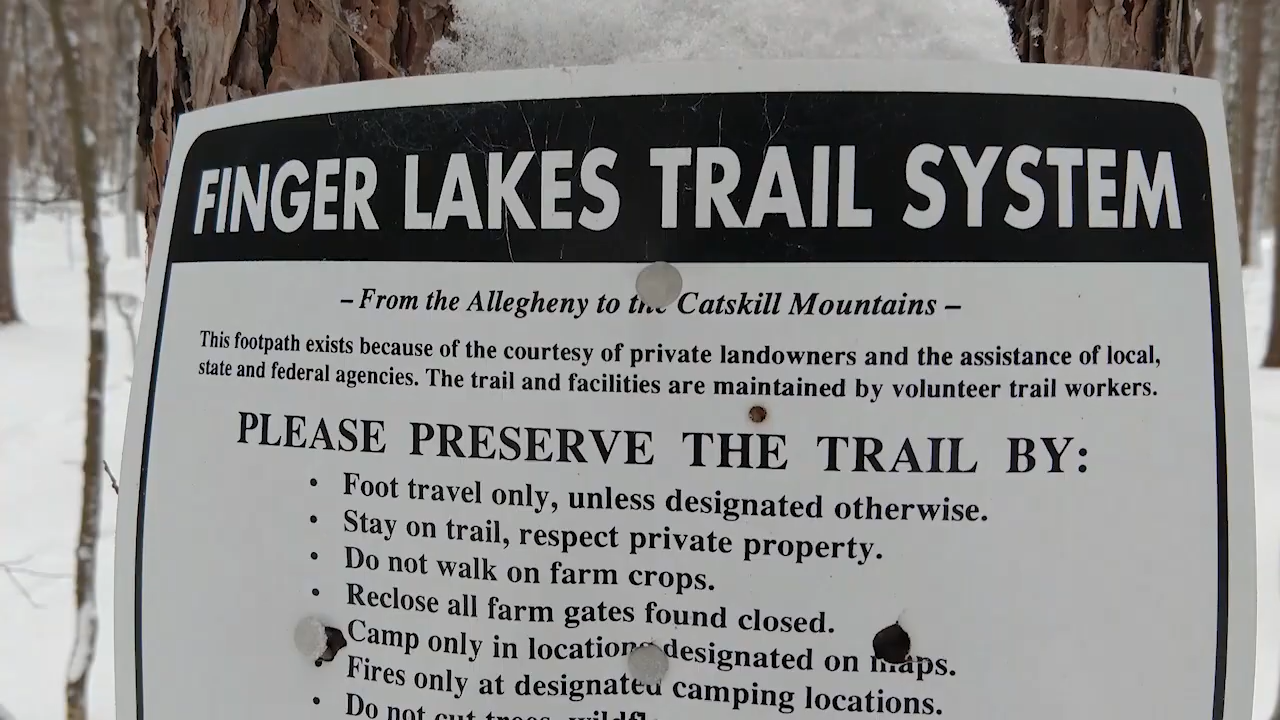 FINGER LAKES TRAIL SYSTEM
– From the Allegheny to the Catskill Mountains –
This footpath exists because of the courtesy of private landowners and the assistance of local,
state and federal agencies. The trail and facilities are maintained by volunteer trail workers.
PLEASE PRESERVE THE TRAIL BY:
• Foot travel only, unless designated otherwise.
• Stay on trail, respect private property.
• Do not walk on farm crops.
• Reclose all farm gates found closed.
Camp only in locations designated on maps.
• Fires only at designated camping locations.
• Do not cut trees,